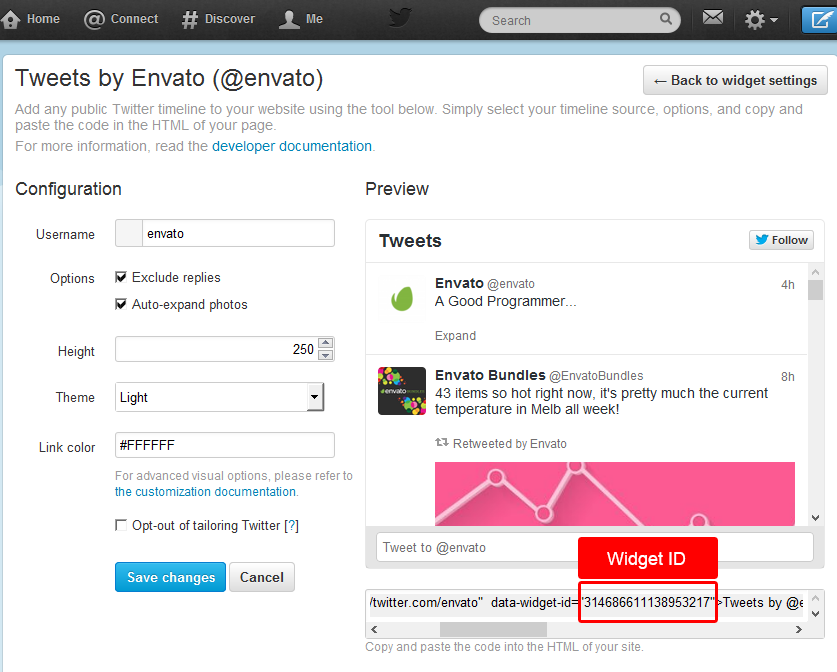 Home Connect Discover Me Search
Tweets by Envato (@envato)
← Back to widget settings
Add any public Twitter timeline to your website using the tool below. Simply select your timeline source, options, and copy and
paste the code in the HTML of your page.
For more information, read the developer documentation.
Configuration
Username envato
Options Exclude replies
Auto-expand photos
Height 250
Theme Light
Link color #FFFFFF
For advanced visual options, please refer to
the customization documentation.
Opt-out of tailoring Twitter [?]
Save changes Cancel
Preview
Tweets Follow
Envato @envato 4h
A Good Programmer...
Expand
Envato Bundles @EnvatoBundles 8h
43 items so hot right now, it's pretty much the current
temperature in Melb all week!
Retweeted by Envato
Tweet to @envato
Widget ID
/twitter.com/envato" data-widget-id="314686611138953217">Tweets by @e
Copy and paste the code into the HTML of your site.